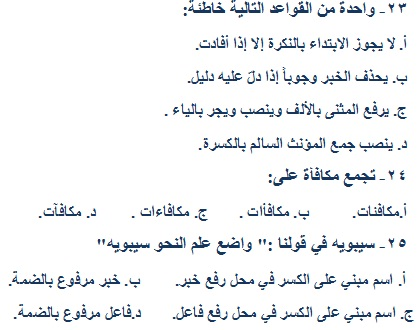 ٢٣- واحدة من القواعد التالية خاطئة:
أ. لا يجوز الابتداء بالنكرة إلا إذا أفادت.
ب. يحذف الخبر وجوباً إذا دلّ عليه دليل.
ج. يرفع المثنى بالألف وينصب ويجر بالياء .
د. ينصب جمع المؤنث السالم بالكسرة.
٢٤- تجمع مكافأة على:
أ.مكافئات. ب. مكافأات . ج. مكافاءات . د. مكافآت.
٢٥- سيبويه في قولنا :" واضع علم النحو سيبويه"
أ. اسم مبني على الكسر في محل رفع خبر. ب. خبر مرفوع بالضمة.
ج. اسم مبني على الكسر في محل رفع فاعل. د.فاعل مرفوع بالضمة.